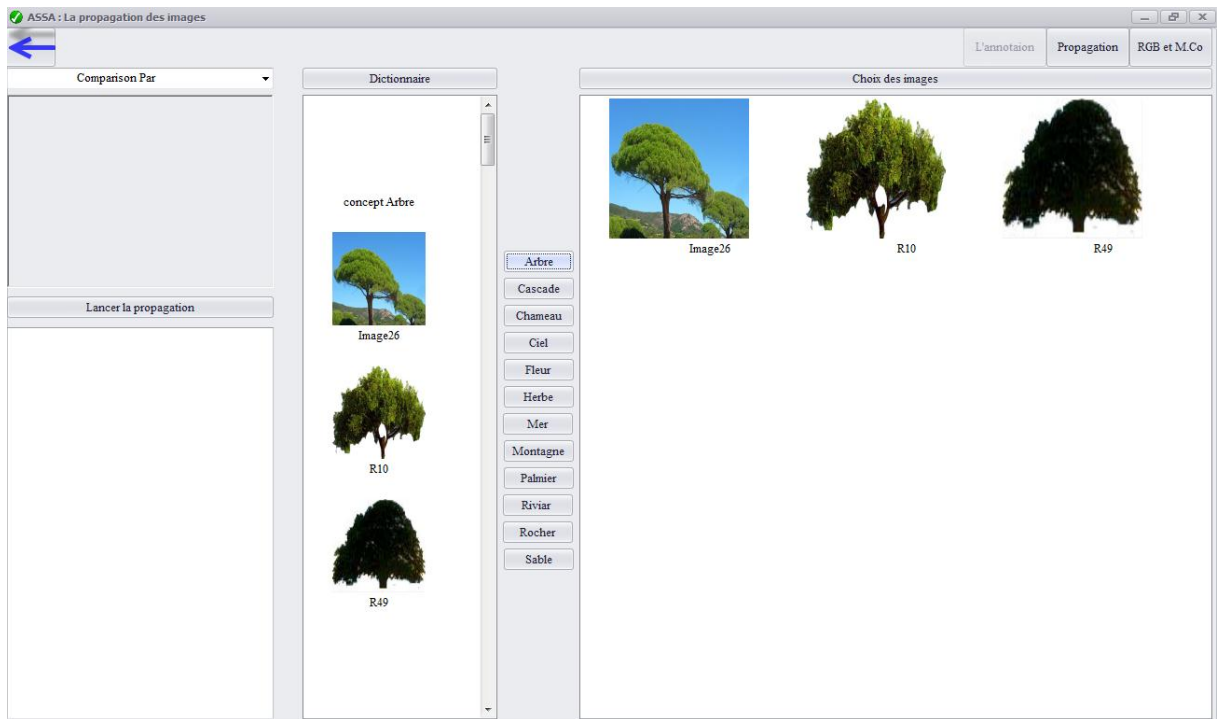 ASSA : La propagation des images
L'annotaion
Propagation
RGB et M.Co
Comparison Par
Dictionnaire
Choix des images
Lancer la propagation
concept Arbre
Image26
R10
R49
Arbre
Cascade
Chameau
Ciel
Fleur
Herbe
Mer
Montagne
Palmier
Riviar
Rocher
Sable
Image26
R10
R49